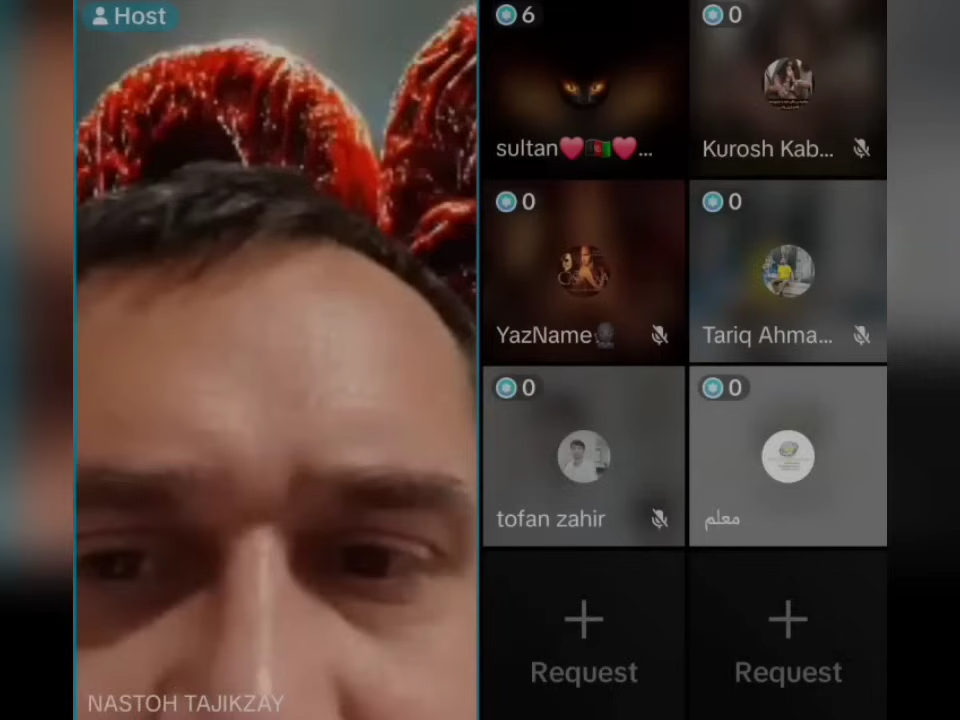 Host
6
0
sultan❤️🇦🇫❤️...
Kurosh Kab...
0
0
YazName
Tariq Ahma...
0
0
tofan zahir
معلم
Request
Request
NASTOH TAJIKZAY